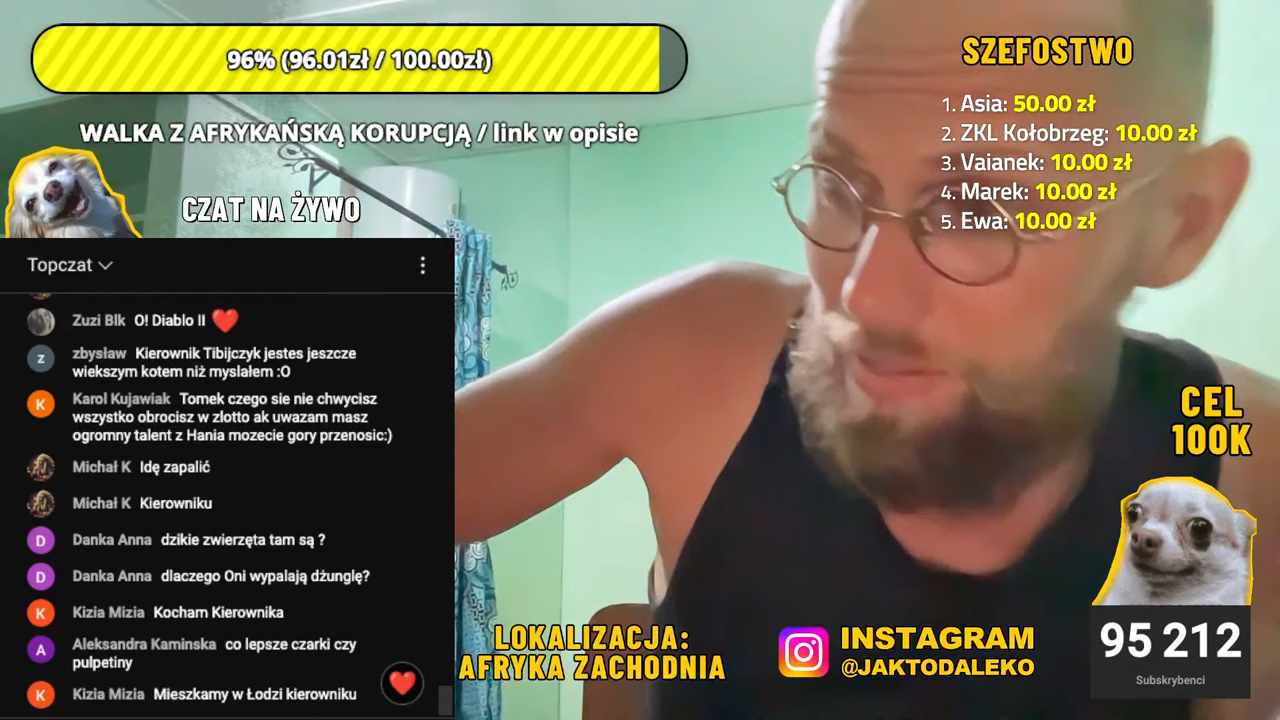 96% (96.01zł / 100.00zł)
WALKA Z AFRYKAŃSKĄ KORUPCJĄ / link w opisie
CZAT NA ŻYWO
Topczat
Zuzi Blk O! Diablo II ❤️
z
zbysław Kierownik Tibijczyk jestes jeszcze
wiekszym kotem niż myslałem :O
K
Karol Kujawiak Tomek czego sie nie chwycisz
wszystko obrocisz w zlotto ak uwazam masz
ogromny talent z Hania mozecie gory przenosic:)
Michał K Idę zapalić
Michał K Kierowniku
D
Danka Anna dzikie zwierzęta tam są ?
D
Danka Anna dlaczego Oni wypalają dżunglę?
K
Kizia Mizia Kocham Kierownika
A
Aleksandra Kaminska co lepsze czarki czy
pulpetiny
K
Kizia Mizia Mieszkamy w Łodzi kierowniku
SZEFOSTWO
1. Asia: 50.00 zł
2. ZKL Kołobrzeg: 10.00 zł
3. Vaianek: 10.00 zł
4. Marek: 10.00 zł
5. Ewa: 10.00 zł
CEL
100K
95 212
Subskrybenci
LOKALIZACJA:
AFRYKA ZACHODNIA
INSTAGRAM
@JAKTODALEKO